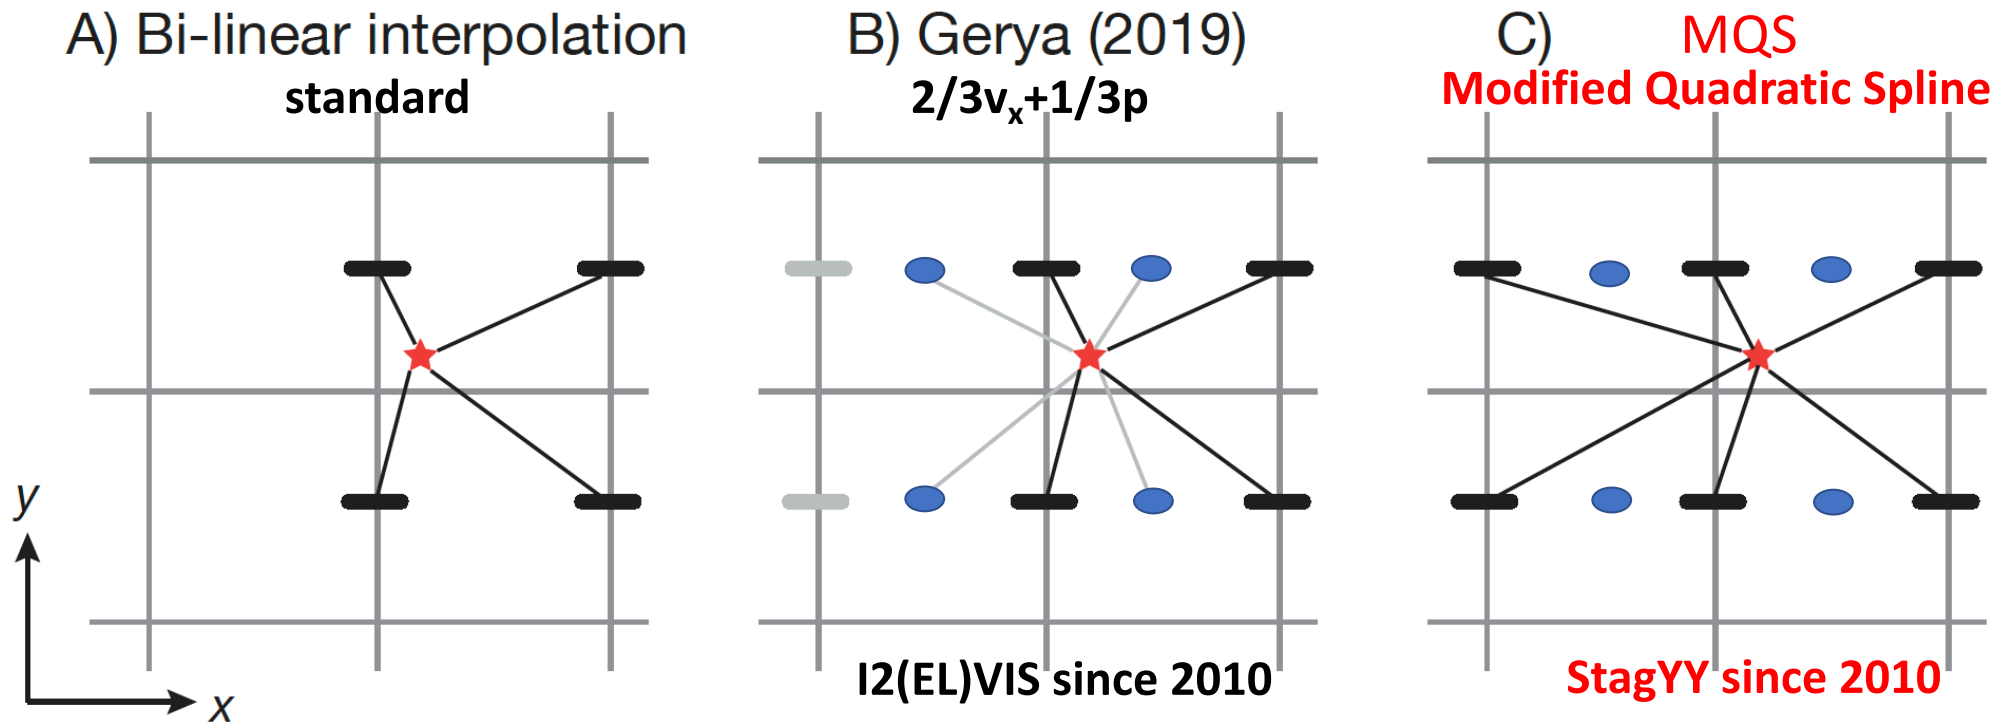 A) Bi-linear interpolation
standard
B) Gerya (2019)
2/3vₓ+1/3p
C) MQS
Modified Quadratic Spline
y
x
I2(EL)VIS since 2010
StagYY since 2010